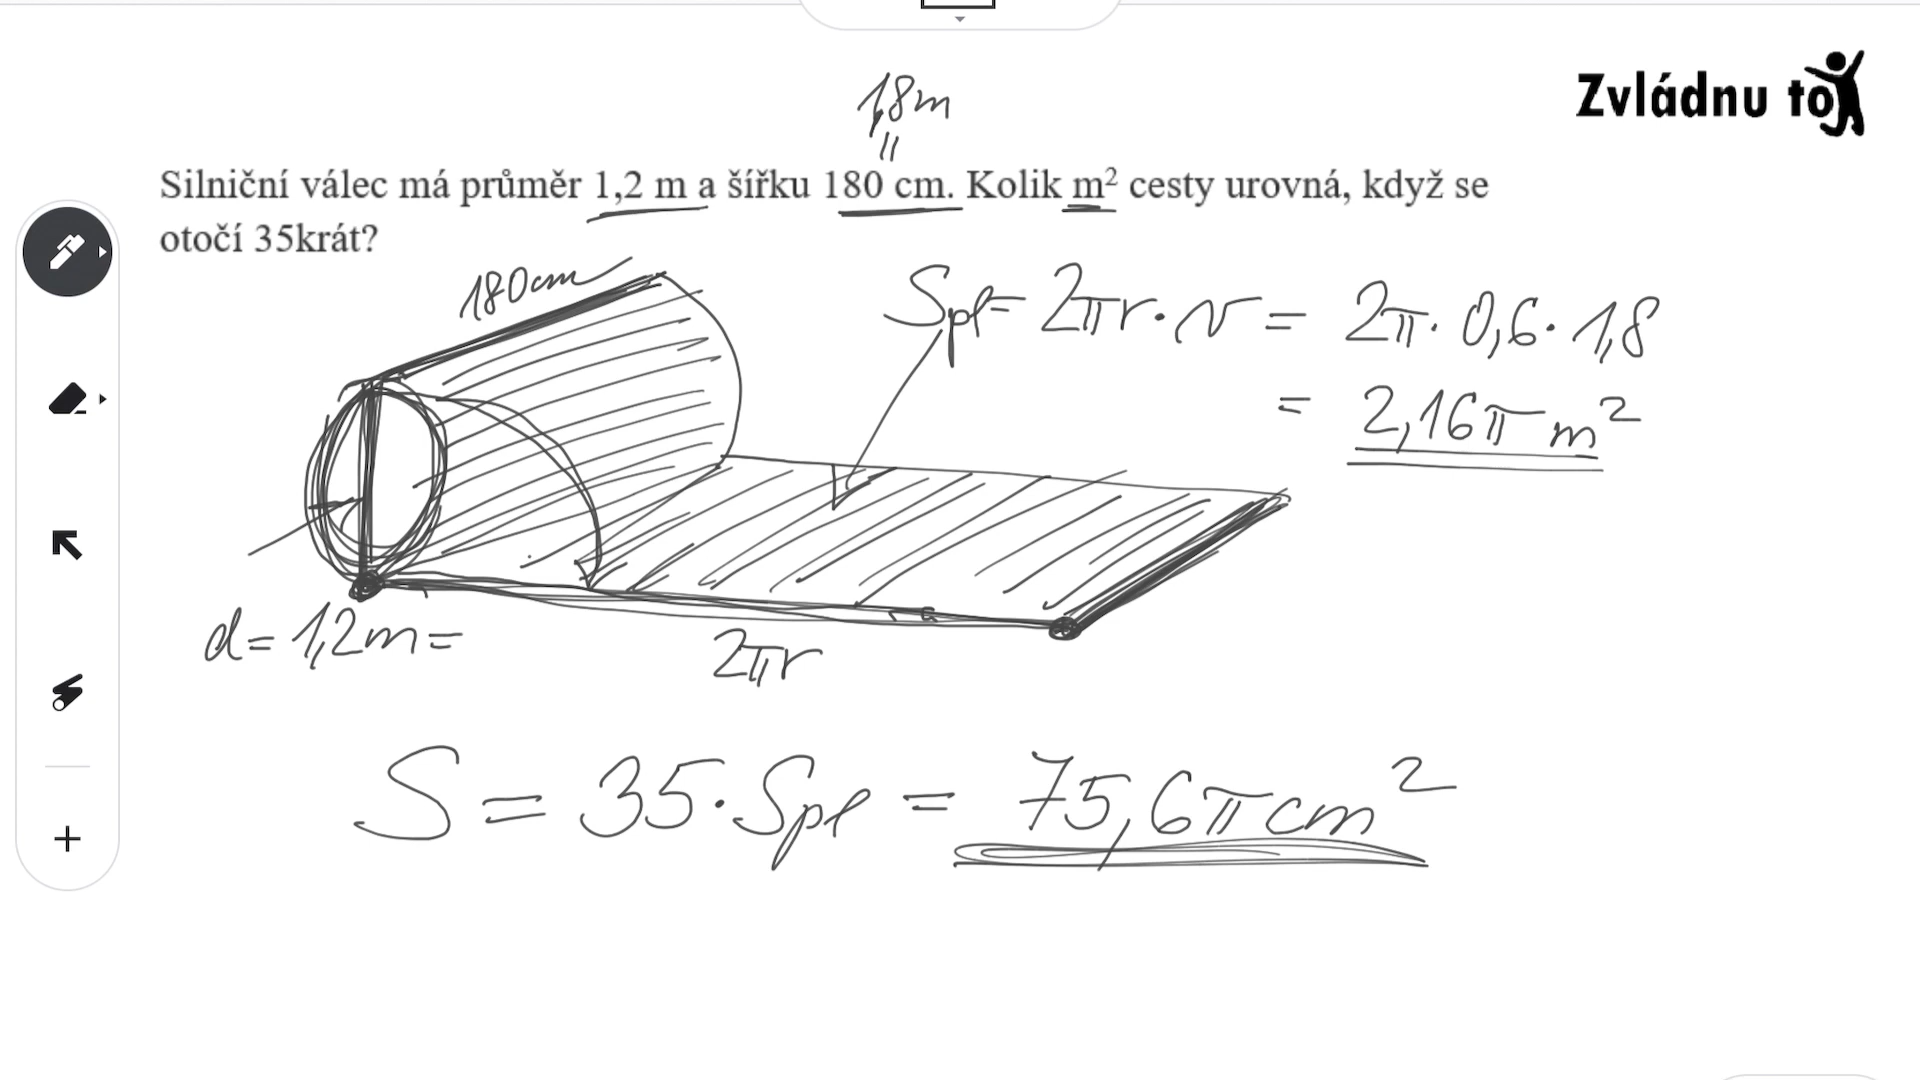 1,8m
Zvládnu to
Silniční válec má průměr 1,2 m a šířku 180 cm. Kolik m² cesty urovná, když se
otočí 35krát?
180cm
Spl = 2πr · v = 2π · 0,6 · 1,8
= 2,16π m²
d = 1,2m =
2πr
S = 35 · Spl = 75,6π cm²